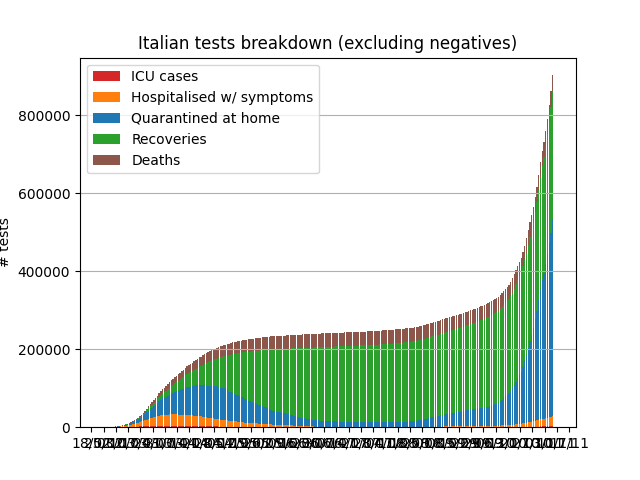 Italian tests breakdown (excluding negatives)
ICU cases
Hospitalised w/ symptoms
Quarantined at home
Recoveries
Deaths
# tests
800000
600000
400000
200000
0